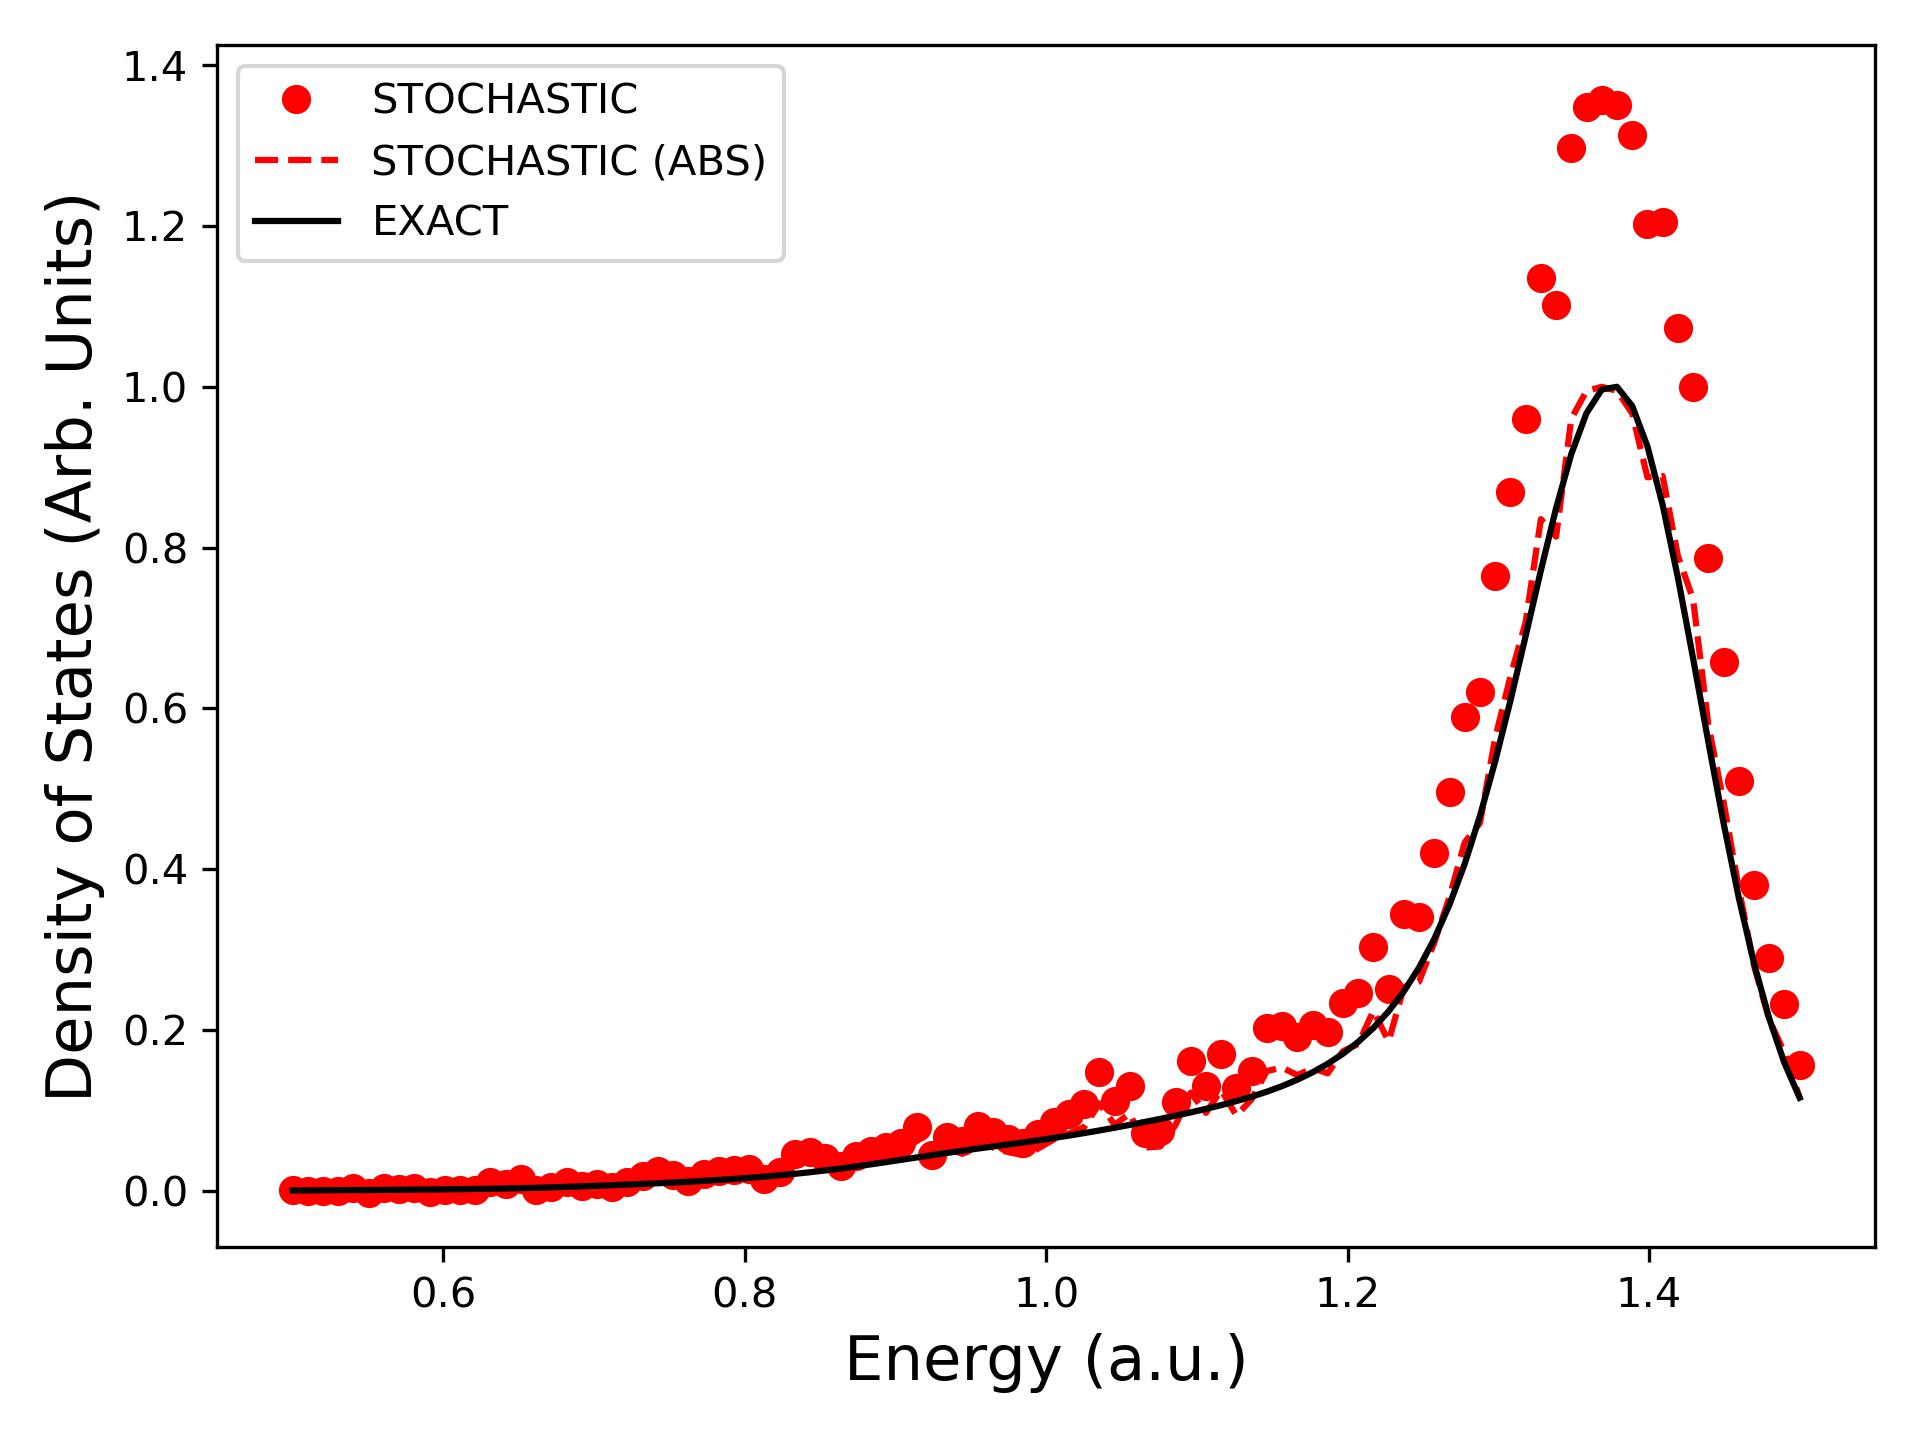 STOCHASTIC
STOCHASTIC (ABS)
EXACT
Density of States (Arb. Units)
1.4
1.2
1.0
0.8
0.6
0.4
0.2
0.0
0.6 0.8 1.0 1.2 1.4
Energy (a.u.)